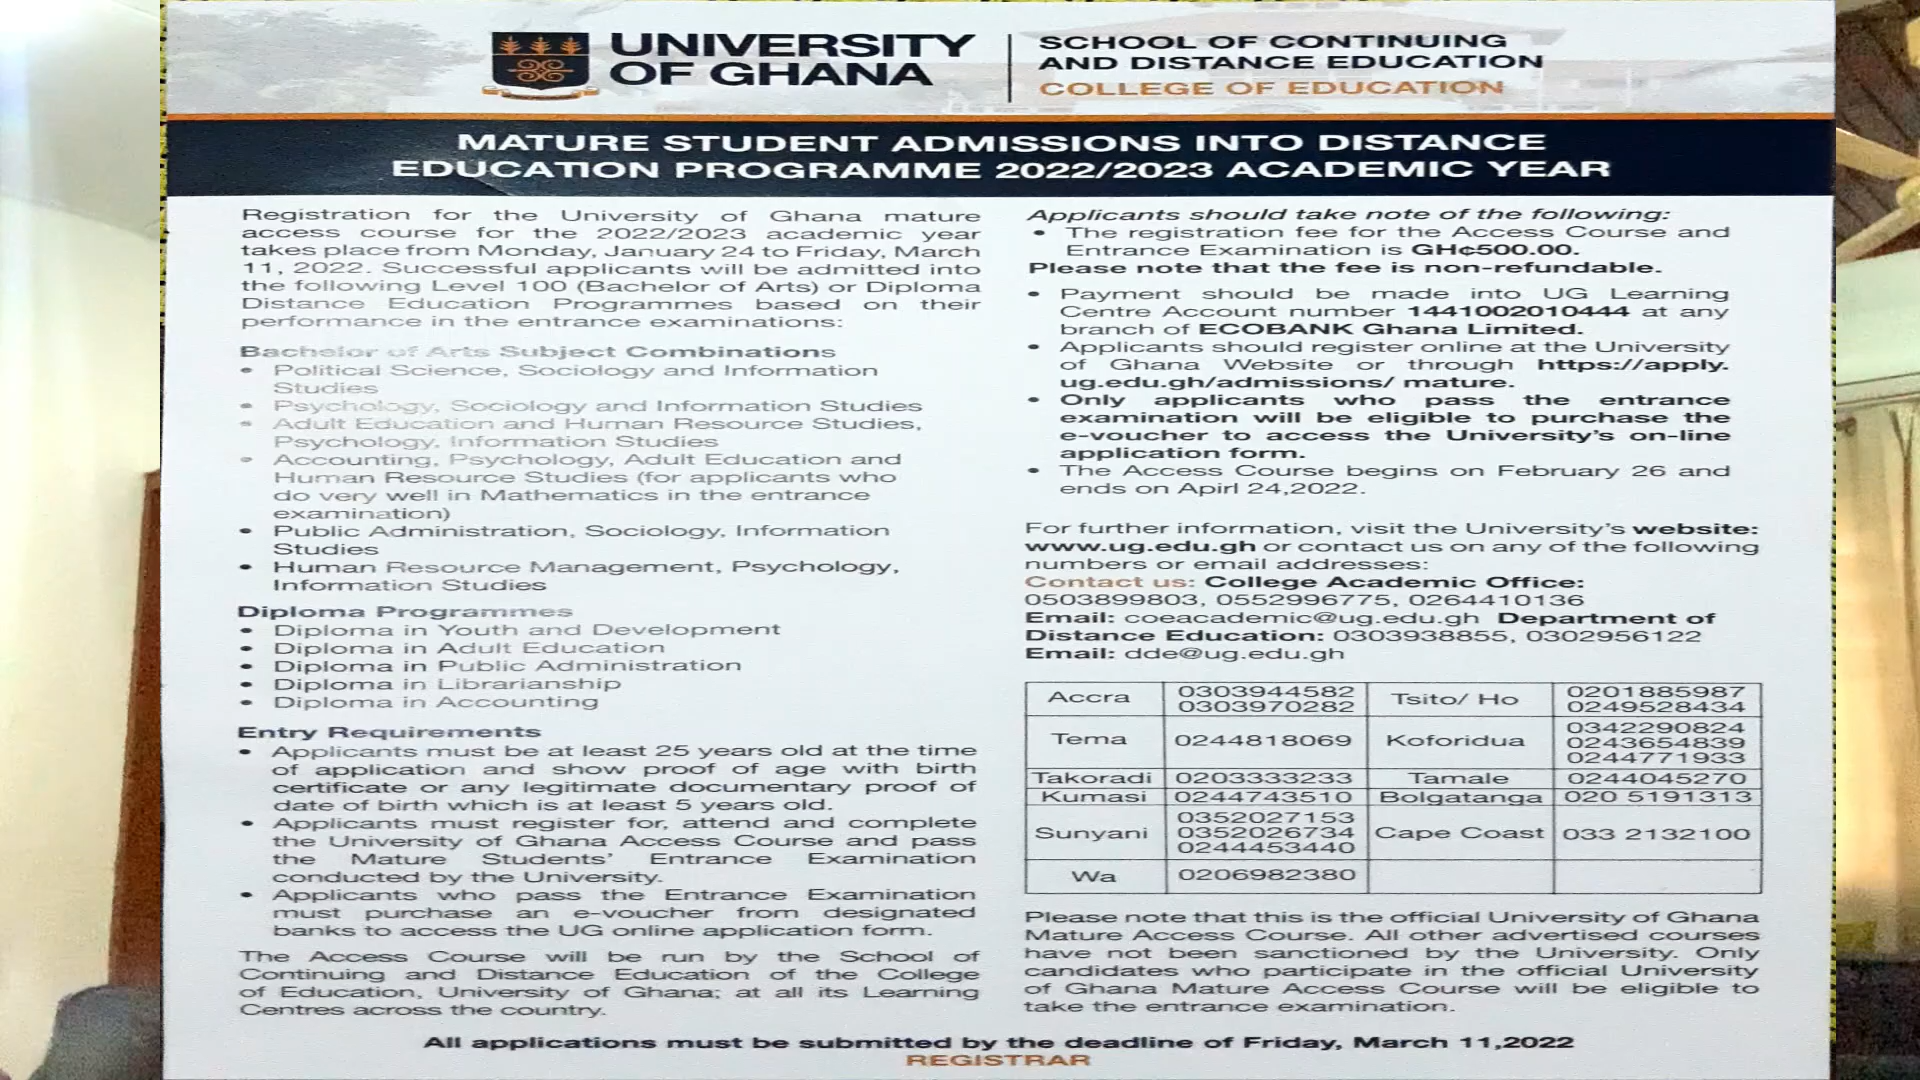 UNIVERSITY
OF GHANA
SCHOOL OF CONTINUING
AND DISTANCE EDUCATION
COLLEGE OF EDUCATION
MATURE STUDENT ADMISSIONS INTO DISTANCE
EDUCATION PROGRAMME 2022/2023 ACADEMIC YEAR
Registration for the University of Ghana mature
access course for the 2022/2023 academic year
takes place from Monday, January 24 to Friday, March
11, 2022. Successful applicants will be admitted into
the following Level 100 (Bachelor of Arts) or Diploma
Distance Education Programmes based on their
performance in the entrance examinations:
Bachelor of Arts Subject Combinations
• Political Science, Sociology and Information
Studies
• Psychology, Sociology and Information Studies
• Adult Education and Human Resource Studies,
Psychology, Information Studies
• Accounting, Psychology, Adult Education and
Human Resource Studies (for applicants who
do very well in Mathematics in the entrance
examination)
• Public Administration, Sociology, Information
Studies
• Human Resource Management, Psychology,
Information Studies
Diploma Programmes
• Diploma in Youth and Development
• Diploma in Adult Education
• Diploma in Public Administration
• Diploma in Librarianship
• Diploma in Accounting
Entry Requirements
• Applicants must be at least 25 years old at the time
of application and show proof of age with birth
certificate or any legitimate documentary proof of
date of birth which is at least 5 years old.
• Applicants must register for, attend and complete
the University of Ghana Access Course and pass
the Mature Students' Entrance Examination
conducted by the University.
• Applicants who pass the Entrance Examination
must purchase an e-voucher from designated
banks to access the UG online application form.
The Access Course will be run by the School of
Continuing and Distance Education of the College
of Education, University of Ghana; at all its Learning
Centres across the country.
Applicants should take note of the following:
• The registration fee for the Access Course and
Entrance Examination is GH¢500.00.
Please note that the fee is non-refundable.
• Payment should be made into UG Learning
Centre Account number 1441002010444 at any
branch of ECOBANK Ghana Limited.
• Applicants should register online at the University
of Ghana Website or through https://apply.
ug.edu.gh/admissions/ mature.
• Only applicants who pass the entrance
examination will be eligible to purchase the
e-voucher to access the University's on-line
application form.
• The Access Course begins on February 26 and
ends on Apirl 24,2022.
For further information, visit the University's website:
www.ug.edu.gh or contact us on any of the following
numbers or email addresses:
Contact us: College Academic Office:
0503899803, 0552996775, 0264410136
Email: coeacademic@ug.edu.gh Department of
Distance Education: 0303938855, 0302956122
Email: dde@ug.edu.gh
Accra 0303944582 0303970282 Tsito/ Ho 0201885987 0249528434
Tema 0244818069 Koforidua 0342290824 0243654839 0244771933
Takoradi 0203333233 Tamale 0244045270
Kumasi 0244743510 Bolgatanga 020 5191313
Sunyani 0352027153 0352026734 0244453440 Cape Coast 033 2132100
Wa 0206982380
Please note that this is the official University of Ghana
Mature Access Course. All other advertised courses
have not been sanctioned by the University. Only
candidates who participate in the official University
of Ghana Mature Access Course will be eligible to
take the entrance examination.
All applications must be submitted by the deadline of Friday, March 11,2022
REGISTRAR